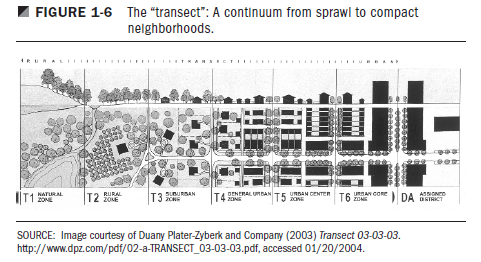 FIGURE 1-6 The “transect”: A continuum from sprawl to compact
neighborhoods.
RURAL TRANSECT URBAN
T1 NATURAL ZONE T2 RURAL ZONE T3 SUBURBAN ZONE T4 GENERAL URBAN ZONE T5 URBAN CENTER ZONE T6 URBAN CORE ZONE DA ASSIGNED DISTRICT
SOURCE: Image courtesy of Duany Plater-Zyberk and Company (2003) Transect 03-03-03.
http://www.dpz.com/pdf/02-a-TRANSECT_03-03-03.pdf, accessed 01/20/2004.